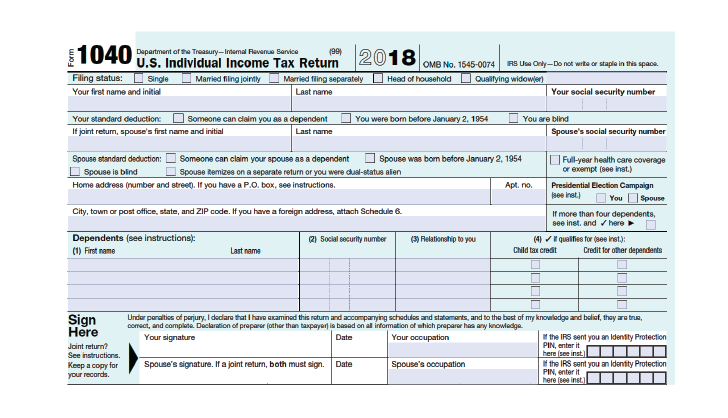 Form 1040 Department of the Treasury—Internal Revenue Service (99) U.S. Individual Income Tax Return 2018 OMB No. 1545-0074 IRS Use Only—Do not write or staple in this space.
Filing status: Single Married filing jointly Married filing separately Head of household Qualifying widow(er)
Your first name and initial Last name Your social security number
Your standard deduction: Someone can claim you as a dependent You were born before January 2, 1954 You are blind
If joint return, spouse's first name and initial Last name Spouse's social security number
Spouse standard deduction: Someone can claim your spouse as a dependent Spouse was born before January 2, 1954 Full-year health care coverage
Spouse is blind Spouse itemizes on a separate return or you were dual-status alien or exempt (see inst.)
Home address (number and street). If you have a P.O. box, see instructions. Apt. no. Presidential Election Campaign
(see inst.) You Spouse
City, town or post office, state, and ZIP code. If you have a foreign address, attach Schedule 6. If more than four dependents,
see inst. and ✓ here ▶
Dependents (see instructions): (2) Social security number (3) Relationship to you (4) ✓ if qualifies for (see inst.):
(1) First name Last name Child tax credit Credit for other dependents
Sign Here
Under penalties of perjury, I declare that I have examined this return and accompanying schedules and statements, and to the best of my knowledge and belief, they are true,
correct, and complete. Declaration of preparer (other than taxpayer) is based on all information of which preparer has any knowledge.
Joint return?
See instructions.
Keep a copy for
your records.
Your signature Date Your occupation If the IRS sent you an Identity Protection
PIN, enter it
here (see inst.)
Spouse's signature. If a joint return, both must sign. Date Spouse's occupation If the IRS sent you an Identity Protection
PIN, enter it
here (see inst.)